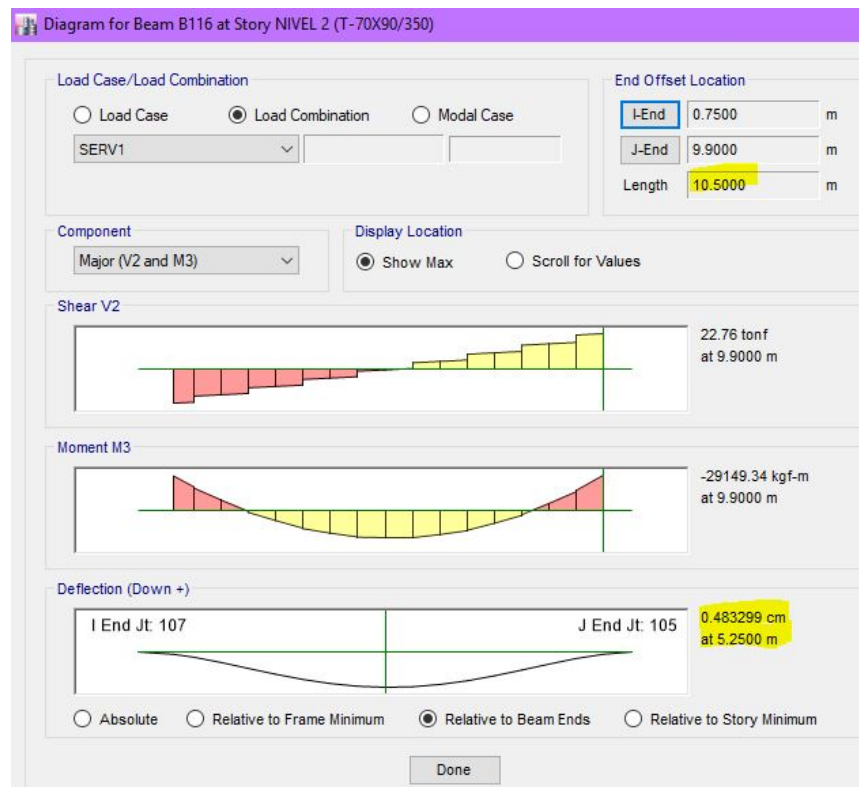 Diagram for Beam B116 at Story NIVEL 2 (T-70X90/350)
Load Case/Load Combination
Load Case Load Combination Modal Case
SERV1
End Offset Location
I-End 0.7500 m
J-End 9.9000 m
Length 10.5000 m
Component
Major (V2 and M3)
Display Location
Show Max Scroll for Values
Shear V2
22.76 tonf
at 9.9000 m
Moment M3
-29149.34 kgf-m
at 9.9000 m
Deflection (Down +)
I End Jt: 107 J End Jt: 105
0.483299 cm
at 5.2500 m
Absolute Relative to Frame Minimum Relative to Beam Ends Relative to Story Minimum
Done